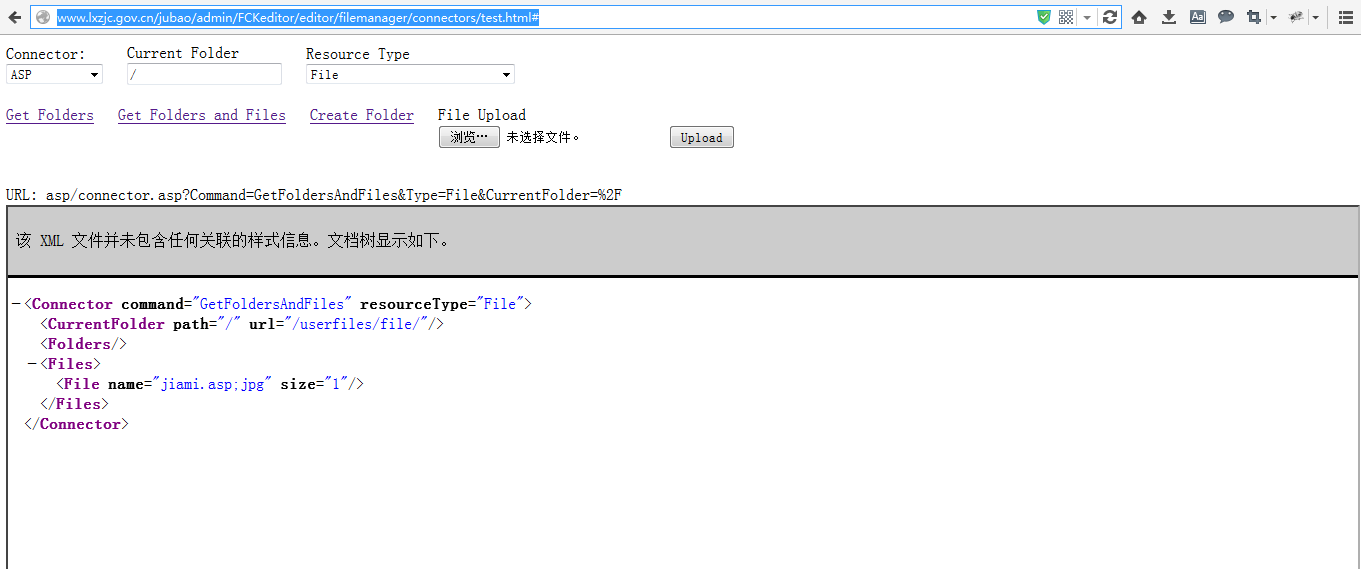 www.lxzjc.gov.cn/jubao/admin/FCKeditor/editor/filemanager/connectors/test.html#
Connector: Current Folder Resource Type
ASP / File
Get Folders Get Folders and Files Create Folder File Upload
浏览… 未选择文件。 Upload
URL: asp/connector.asp?Command=GetFoldersAndFiles&Type=File&CurrentFolder=%2F
该 XML 文件并未包含任何关联的样式信息。文档树显示如下。
−<Connector command="GetFoldersAndFiles" resourceType="File">
<CurrentFolder path="/" url="/userfiles/file/"/>
<Folders/>
−<Files>
<File name="jiami.asp;jpg" size="1"/>
</Files>
</Connector>